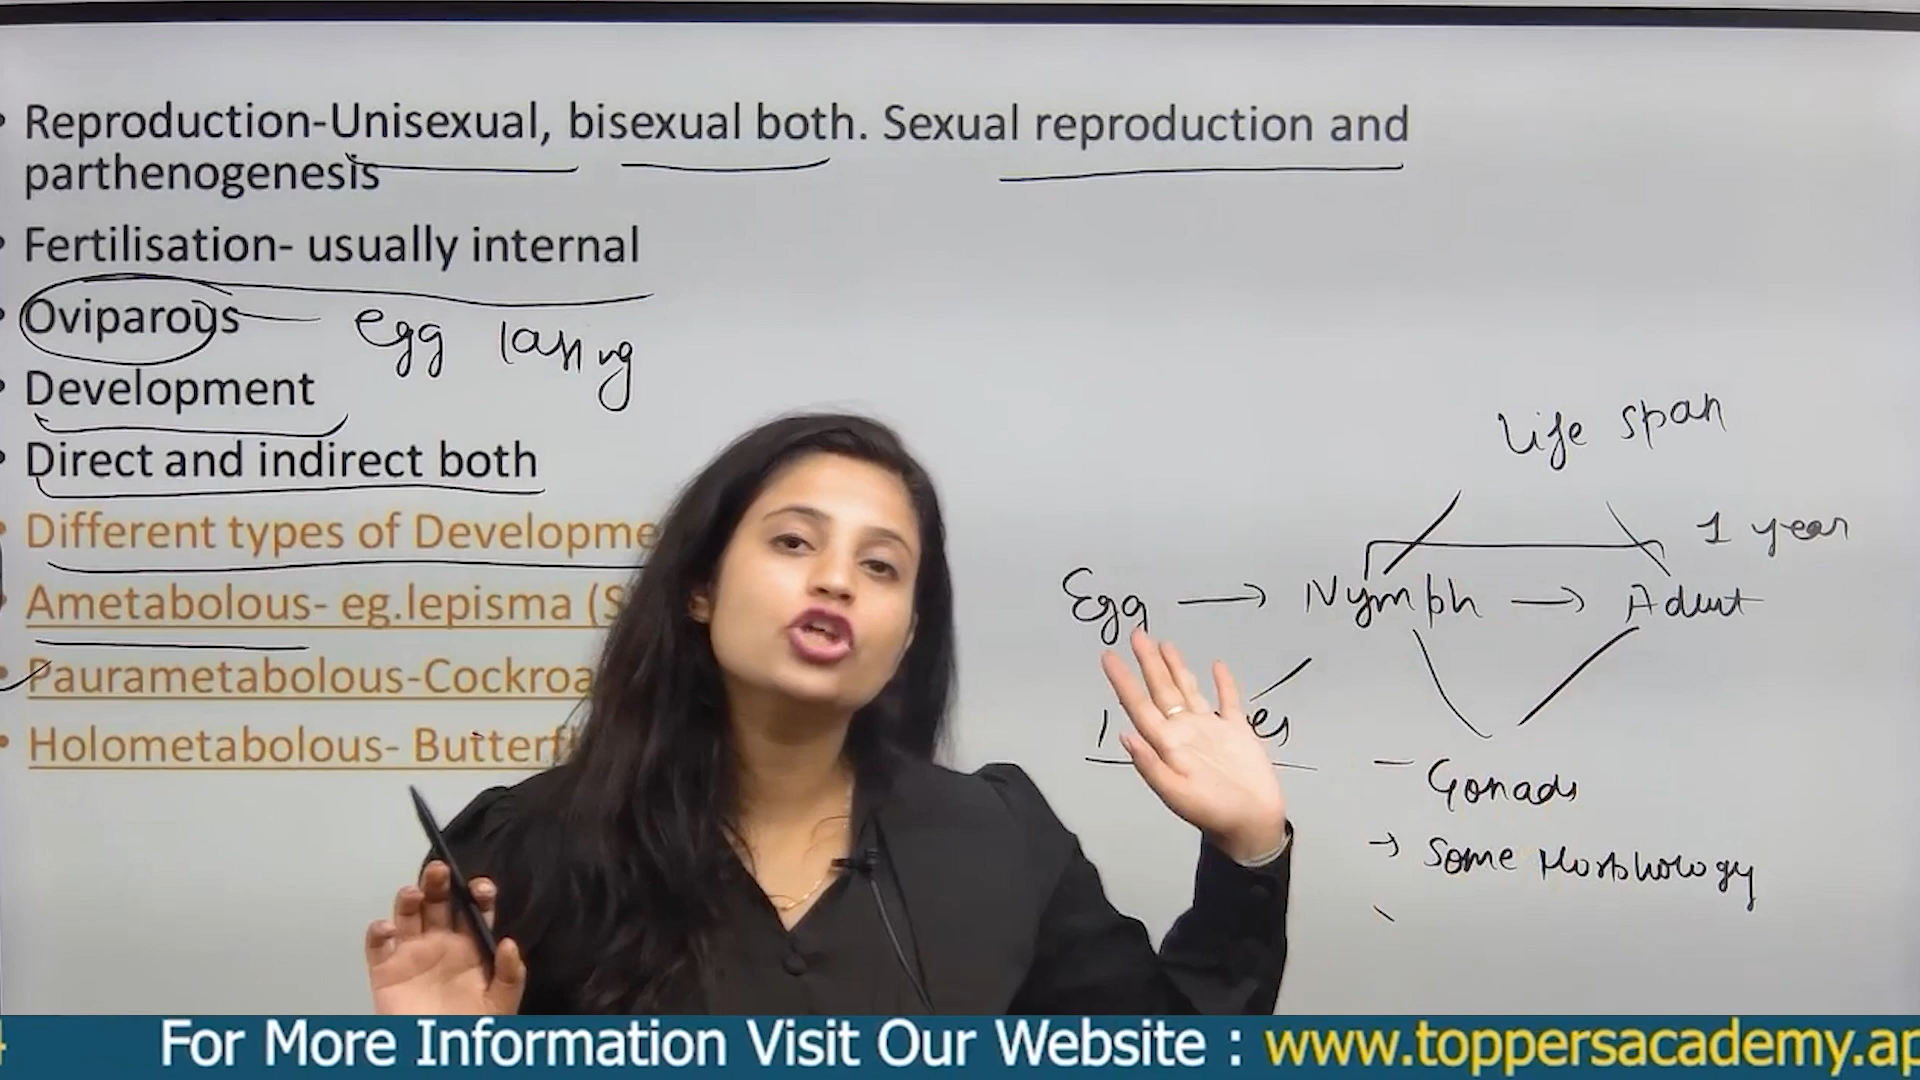 Reproduction-Unisexual, bisexual both. Sexual reproduction and
parthenogenesis
Fertilisation- usually internal
Oviparous egg laying
Development
Direct and indirect both
Different types of Developme
Ametabolous- eg.lepisma (S
Paurametabolous-Cockroa
Holometabolous- Butterf
Life span
1 year
Egg → Nymph → Adult
- Gonads
→ Some Morphology
For More Information Visit Our Website : www.toppersacademy.ap